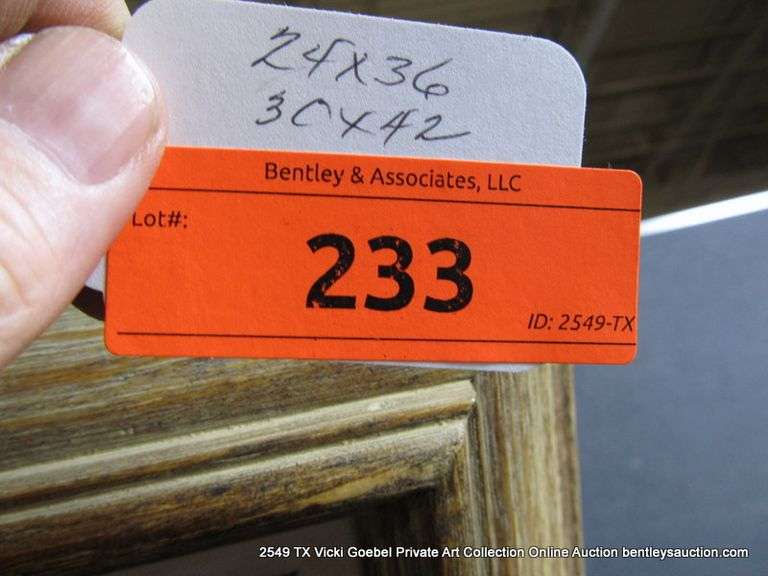 24X36
30X42
Bentley & Associates, LLC
Lot#:
233
ID: 2549-TX
2549 TX Vicki Goebel Private Art Collection Online Auction bentleysauction.com